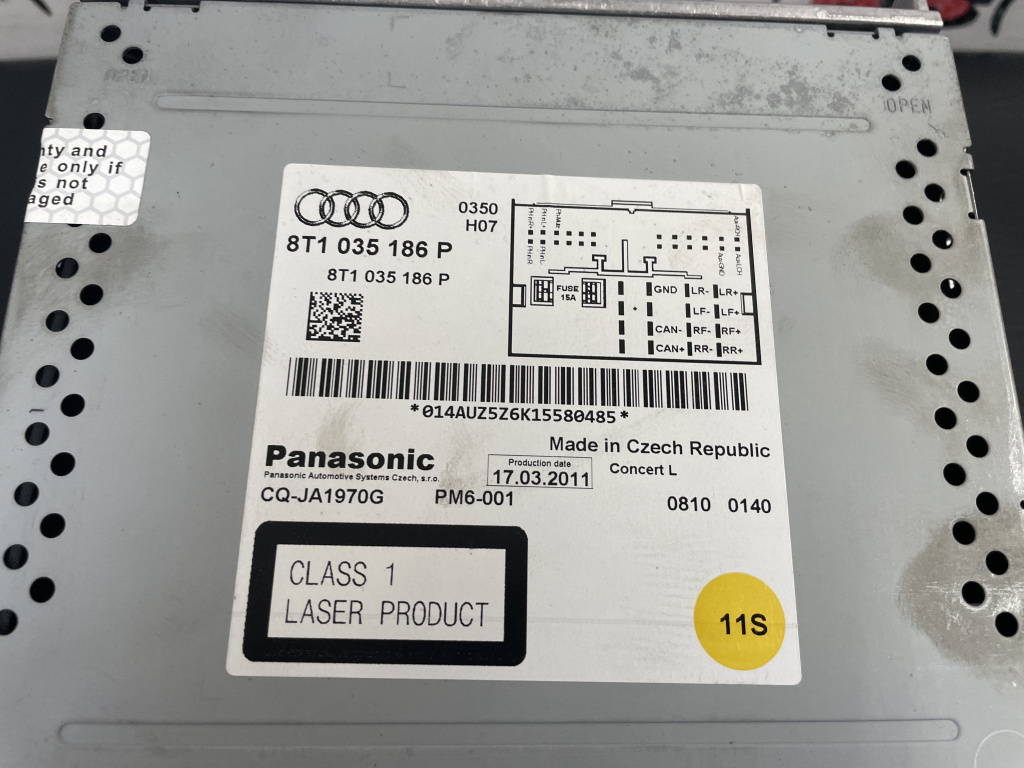 OPEN
nty and
e only if
s not
aged
0350
H07
8T1 035 186 P
8T1 035 186 P
FUSE
15A
GND LR- LR+
LF- LF+
CAN- RF- RF+
CAN+ RR- RR+
*014AUZ5Z6K15580485*
Made in Czech Republic
Panasonic
Panasonic Automotive Systems Czech, s.r.o.
Production date
17.03.2011
Concert L
CQ-JA1970G PM6-001
0810 0140
CLASS 1
LASER PRODUCT
11S